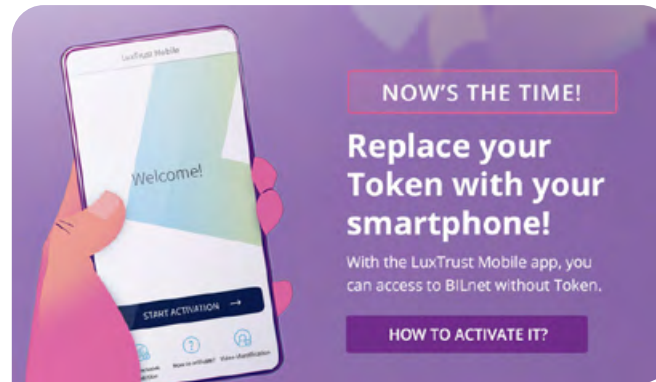 LuxTrust Mobile
Welcome!
START ACTIVATION →
How to activate?
Video identification
NOW'S THE TIME!
Replace your
Token with your
smartphone!
With the LuxTrust Mobile app, you
can access to BILnet without Token.
HOW TO ACTIVATE IT?